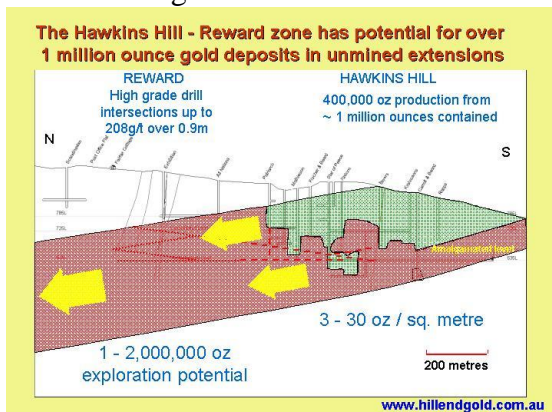 The Hawkins Hill - Reward zone has potential for over
1 million ounce gold deposits in unmined extensions
REWARD
High grade drill
intersections up to
208g/t over 0.9m
HAWKINS HILL
400,000 oz production from
~ 1 million ounces contained
N
S
Amalgamated level
3 - 30 oz / sq. metre
1 - 2,000,000 oz
exploration potential
200 metres
www.hillendgold.com.au